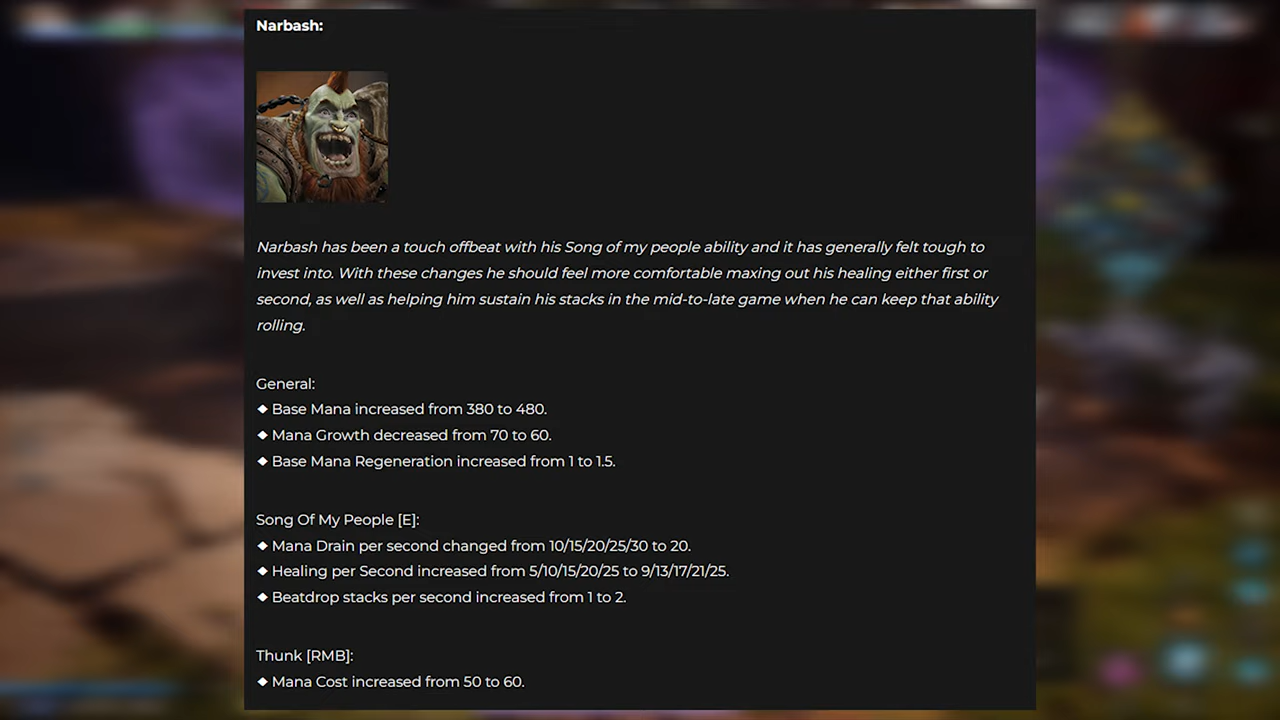 Narbash:
Narbash has been a touch offbeat with his Song of my people ability and it has generally felt tough to
invest into. With these changes he should feel more comfortable maxing out his healing either first or
second, as well as helping him sustain his stacks in the mid-to-late game when he can keep that ability
rolling.
General:
◆ Base Mana increased from 380 to 480.
◆ Mana Growth decreased from 70 to 60.
◆ Base Mana Regeneration increased from 1 to 1.5.
Song Of My People [E]:
◆ Mana Drain per second changed from 10/15/20/25/30 to 20.
◆ Healing per Second increased from 5/10/15/20/25 to 9/13/17/21/25.
◆ Beatdrop stacks per second increased from 1 to 2.
Thunk [RMB]:
◆ Mana Cost increased from 50 to 60.